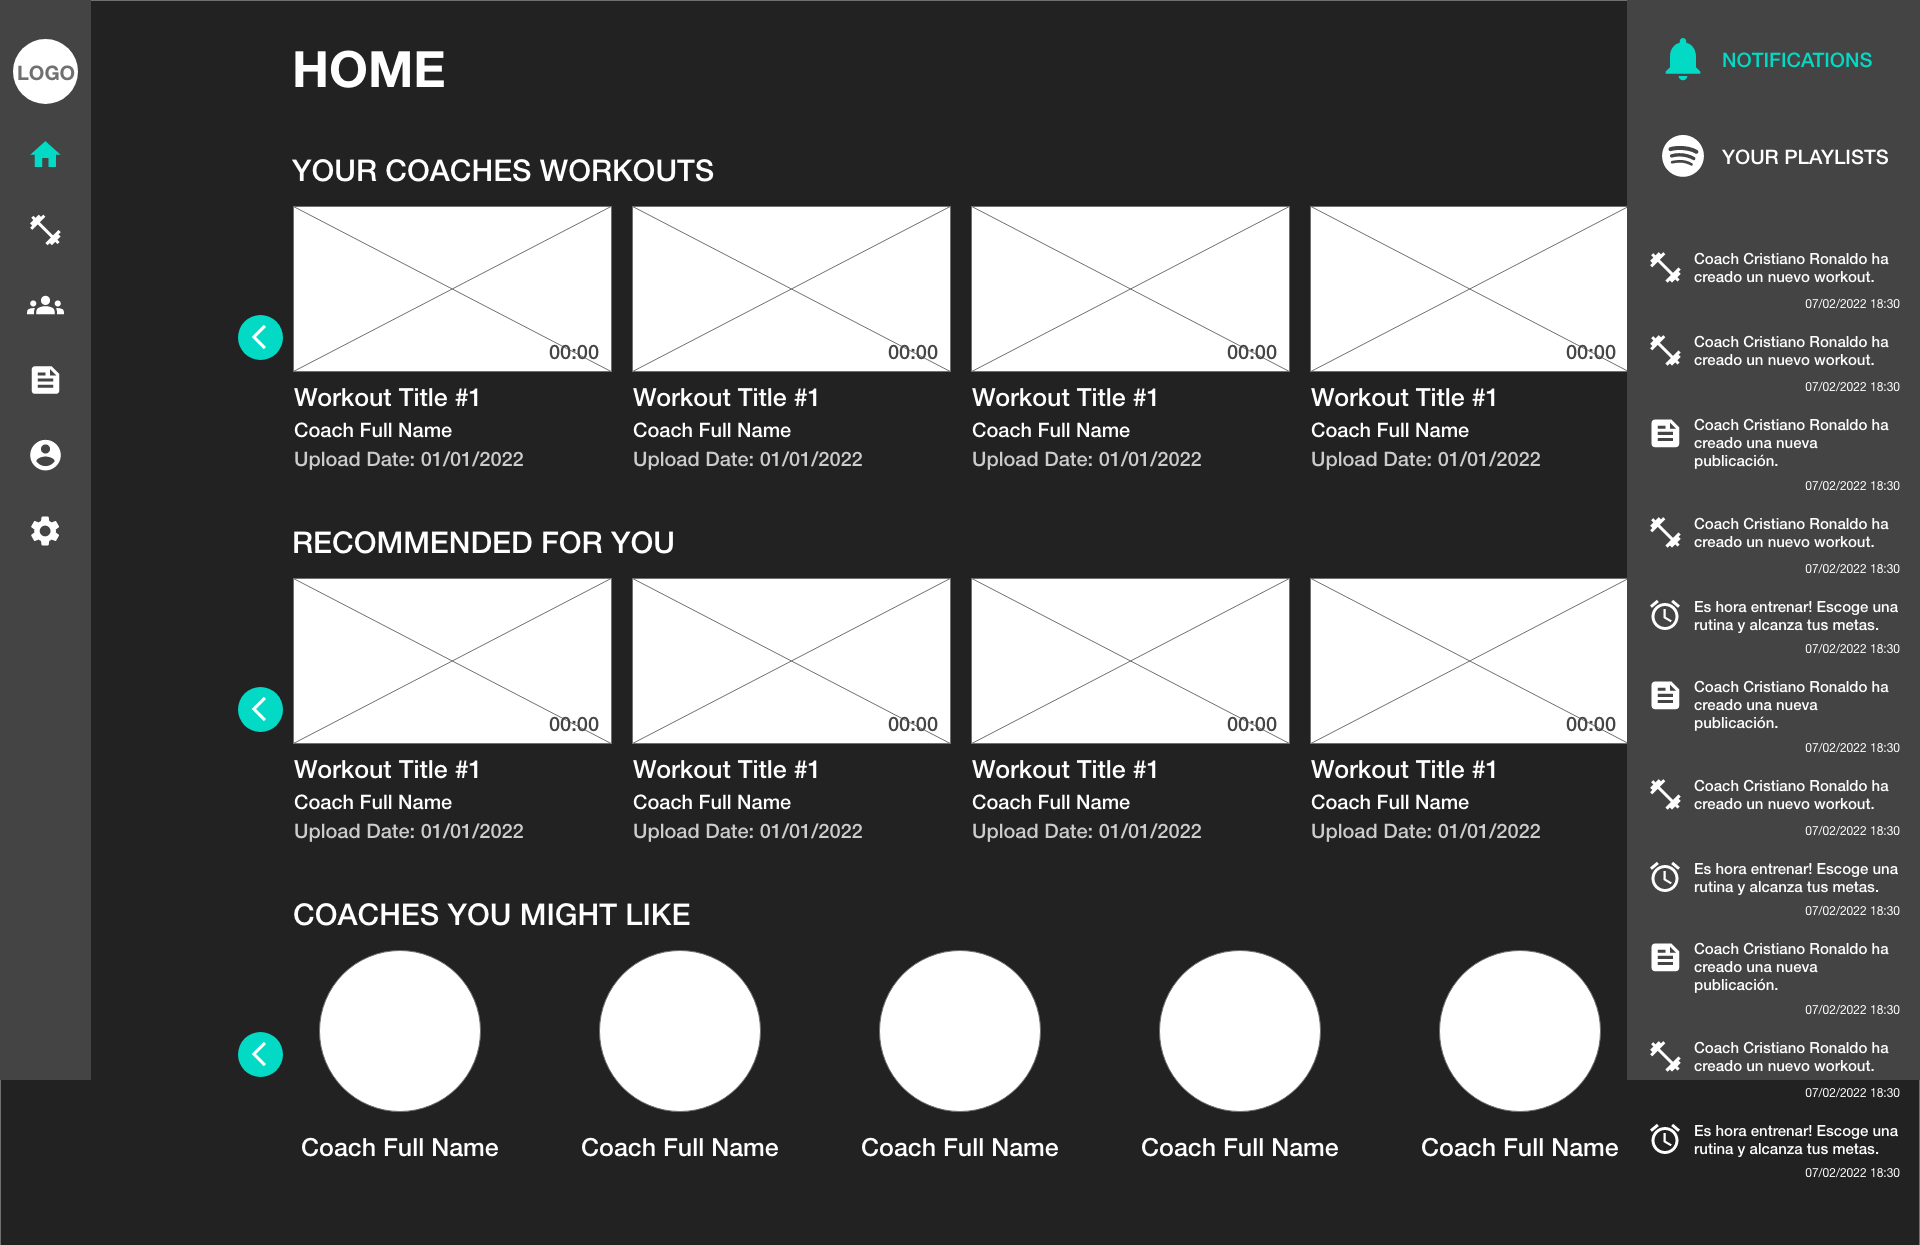 LOGO
HOME
YOUR COACHES WORKOUTS
00:00
00:00
00:00
00:00
Workout Title #1
Workout Title #1
Workout Title #1
Workout Title #1
Coach Full Name
Coach Full Name
Coach Full Name
Coach Full Name
Upload Date: 01/01/2022
Upload Date: 01/01/2022
Upload Date: 01/01/2022
Upload Date: 01/01/2022
RECOMMENDED FOR YOU
00:00
00:00
00:00
00:00
Workout Title #1
Workout Title #1
Workout Title #1
Workout Title #1
Coach Full Name
Coach Full Name
Coach Full Name
Coach Full Name
Upload Date: 01/01/2022
Upload Date: 01/01/2022
Upload Date: 01/01/2022
Upload Date: 01/01/2022
COACHES YOU MIGHT LIKE
Coach Full Name
Coach Full Name
Coach Full Name
Coach Full Name
Coach Full Name
NOTIFICATIONS
YOUR PLAYLISTS
Coach Cristiano Ronaldo ha
creado un nuevo workout.
07/02/2022 18:30
Coach Cristiano Ronaldo ha
creado un nuevo workout.
07/02/2022 18:30
Coach Cristiano Ronaldo ha
creado una nueva
publicación.
07/02/2022 18:30
Coach Cristiano Ronaldo ha
creado un nuevo workout.
07/02/2022 18:30
Es hora entrenar! Escoge una
rutina y alcanza tus metas.
07/02/2022 18:30
Coach Cristiano Ronaldo ha
creado una nueva
publicación.
07/02/2022 18:30
Coach Cristiano Ronaldo ha
creado un nuevo workout.
07/02/2022 18:30
Es hora entrenar! Escoge una
rutina y alcanza tus metas.
07/02/2022 18:30
Coach Cristiano Ronaldo ha
creado una nueva
publicación.
07/02/2022 18:30
Coach Cristiano Ronaldo ha
creado un nuevo workout.
07/02/2022 18:30
Es hora entrenar! Escoge una
rutina y alcanza tus metas.
07/02/2022 18:30